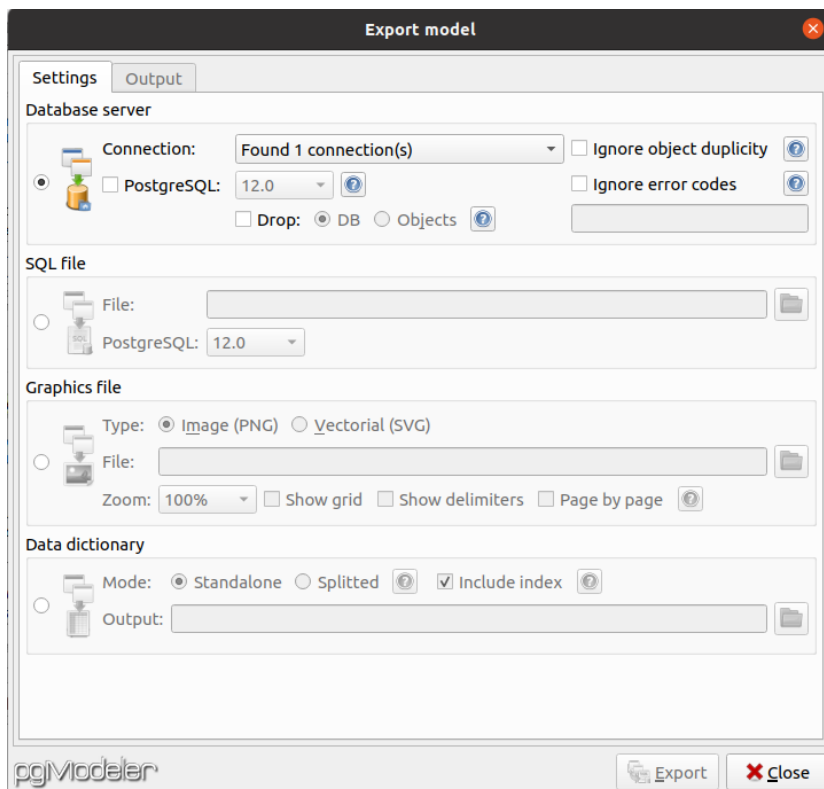 Export model
Settings Output
Database server
Connection: Found 1 connection(s) Ignore object duplicity
PostgreSQL: 12.0 Ignore error codes
Drop: DB Objects
SQL file
File:
SQL
PostgreSQL: 12.0
Graphics file
Type: Image (PNG) Vectorial (SVG)
File:
Zoom: 100% Show grid Show delimiters Page by page
Data dictionary
Mode: Standalone Splitted Include index
Output:
pgModeler Export Close